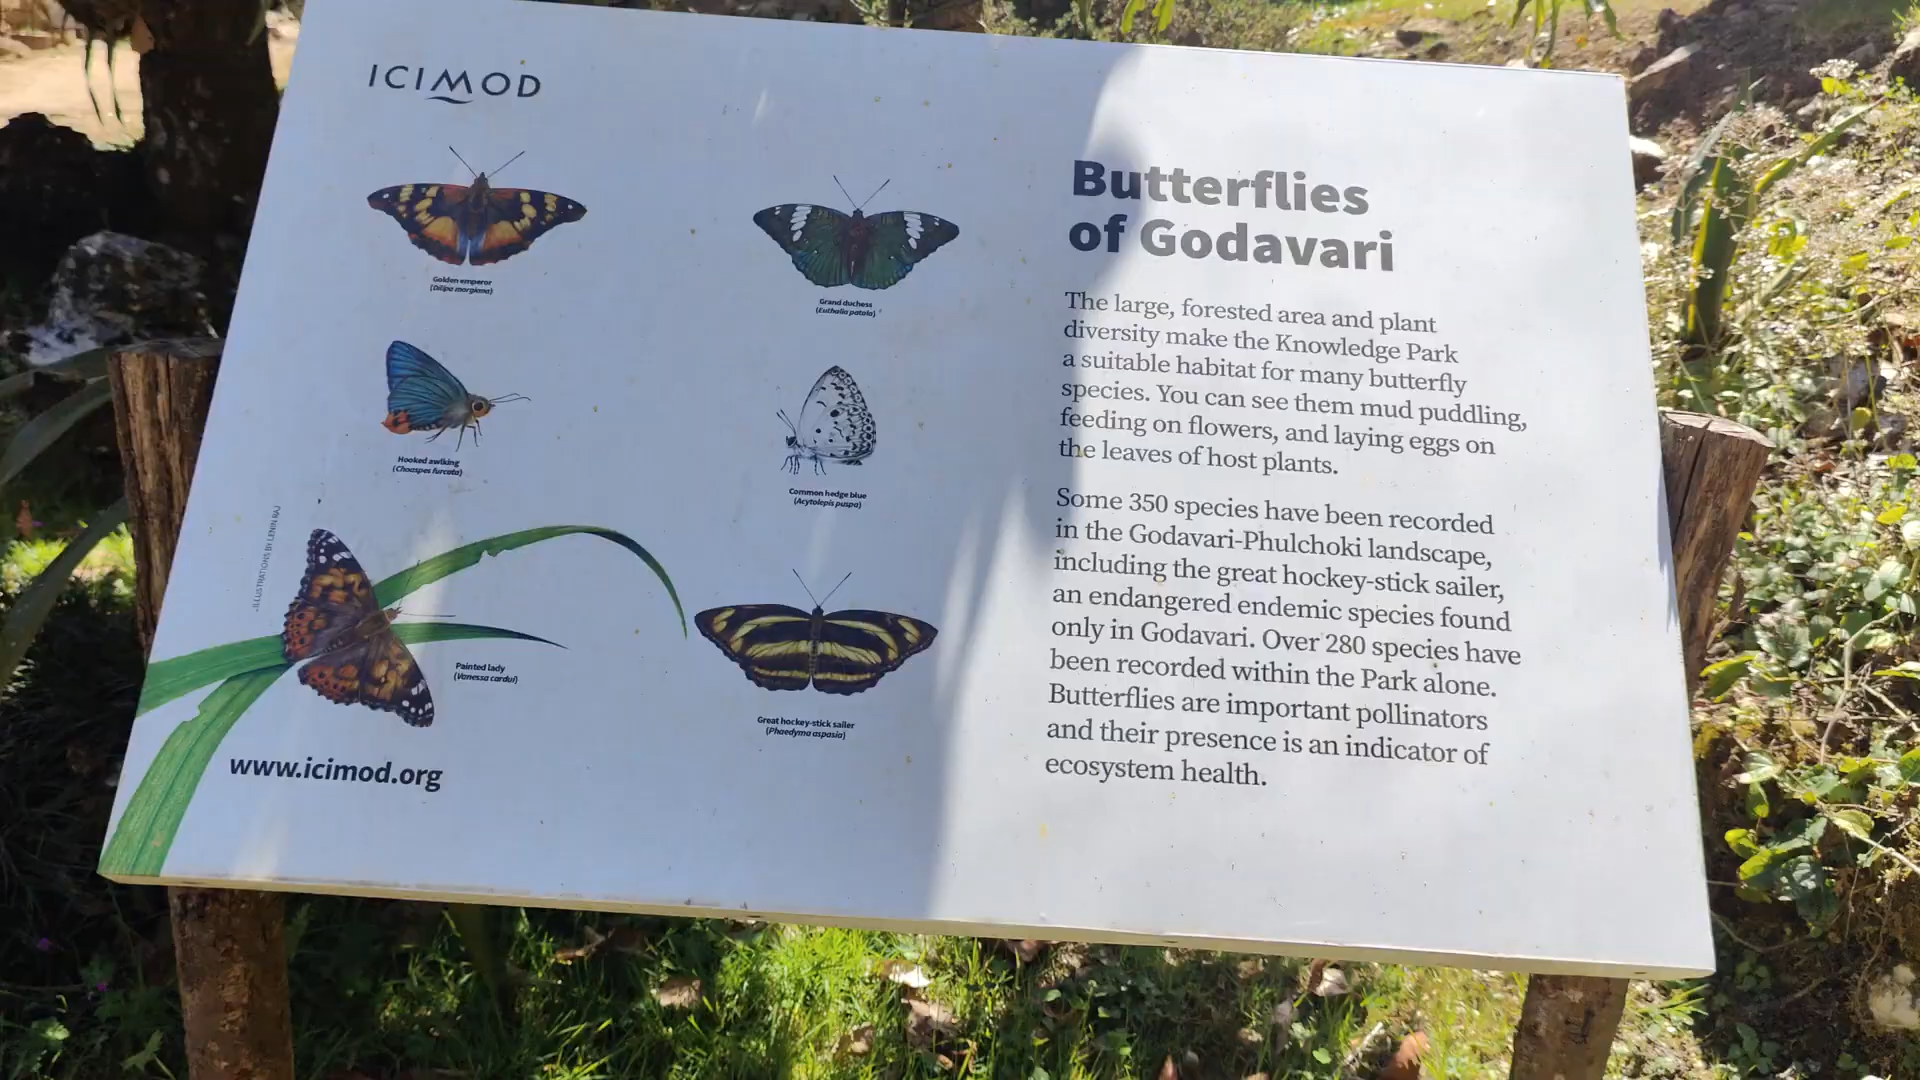 ICIMOD
Golden emperor
(Dilipa morgiana)
Grand duchess
(Euthalia patala)
Hooked awlking
(Choaspes furcata)
Common hedge blue
(Acytolepis puspa)
- ILLUSTRATIONS BY LENIN RAJ
Painted lady
(Vanessa cardui)
Great hockey-stick sailer
(Phaedyma aspasia)
www.icimod.org
Butterflies
of Godavari
The large, forested area and plant
diversity make the Knowledge Park
a suitable habitat for many butterfly
species. You can see them mud puddling,
feeding on flowers, and laying eggs on
the leaves of host plants.
Some 350 species have been recorded
in the Godavari-Phulchoki landscape,
including the great hockey-stick sailer,
an endangered endemic species found
only in Godavari. Over 280 species have
been recorded within the Park alone.
Butterflies are important pollinators
and their presence is an indicator of
ecosystem health.